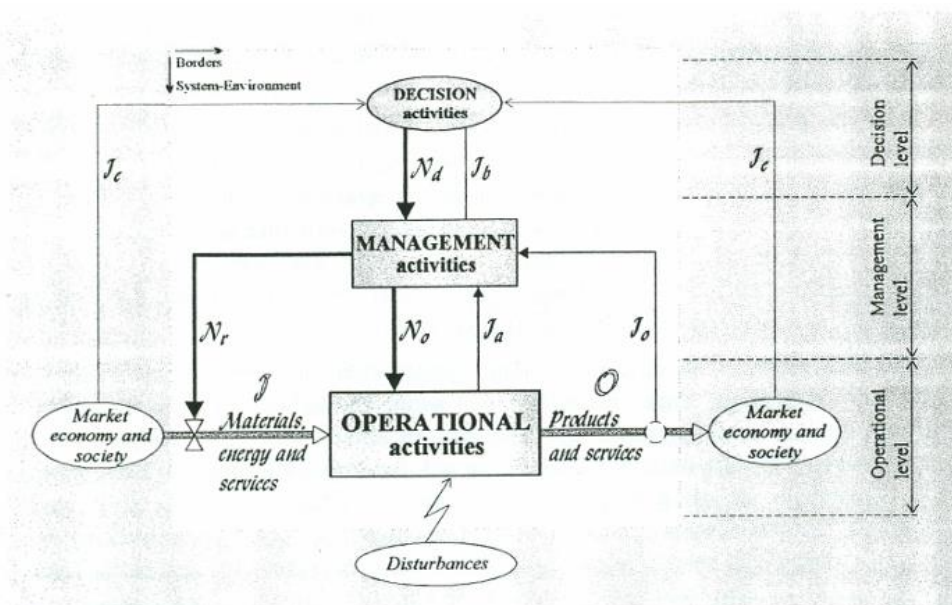 Borders
System-Environment
DECISION
activities
Decision
level
J_c
N_d
J_b
J_c
MANAGEMENT
activities
Management
level
N_r
N_o
J_a
J_o
J
O
Market
economy and
society
Materials,
energy and
services
OPERATIONAL
activities
Products
and services
Market
economy and
society
Operational
level
Disturbances